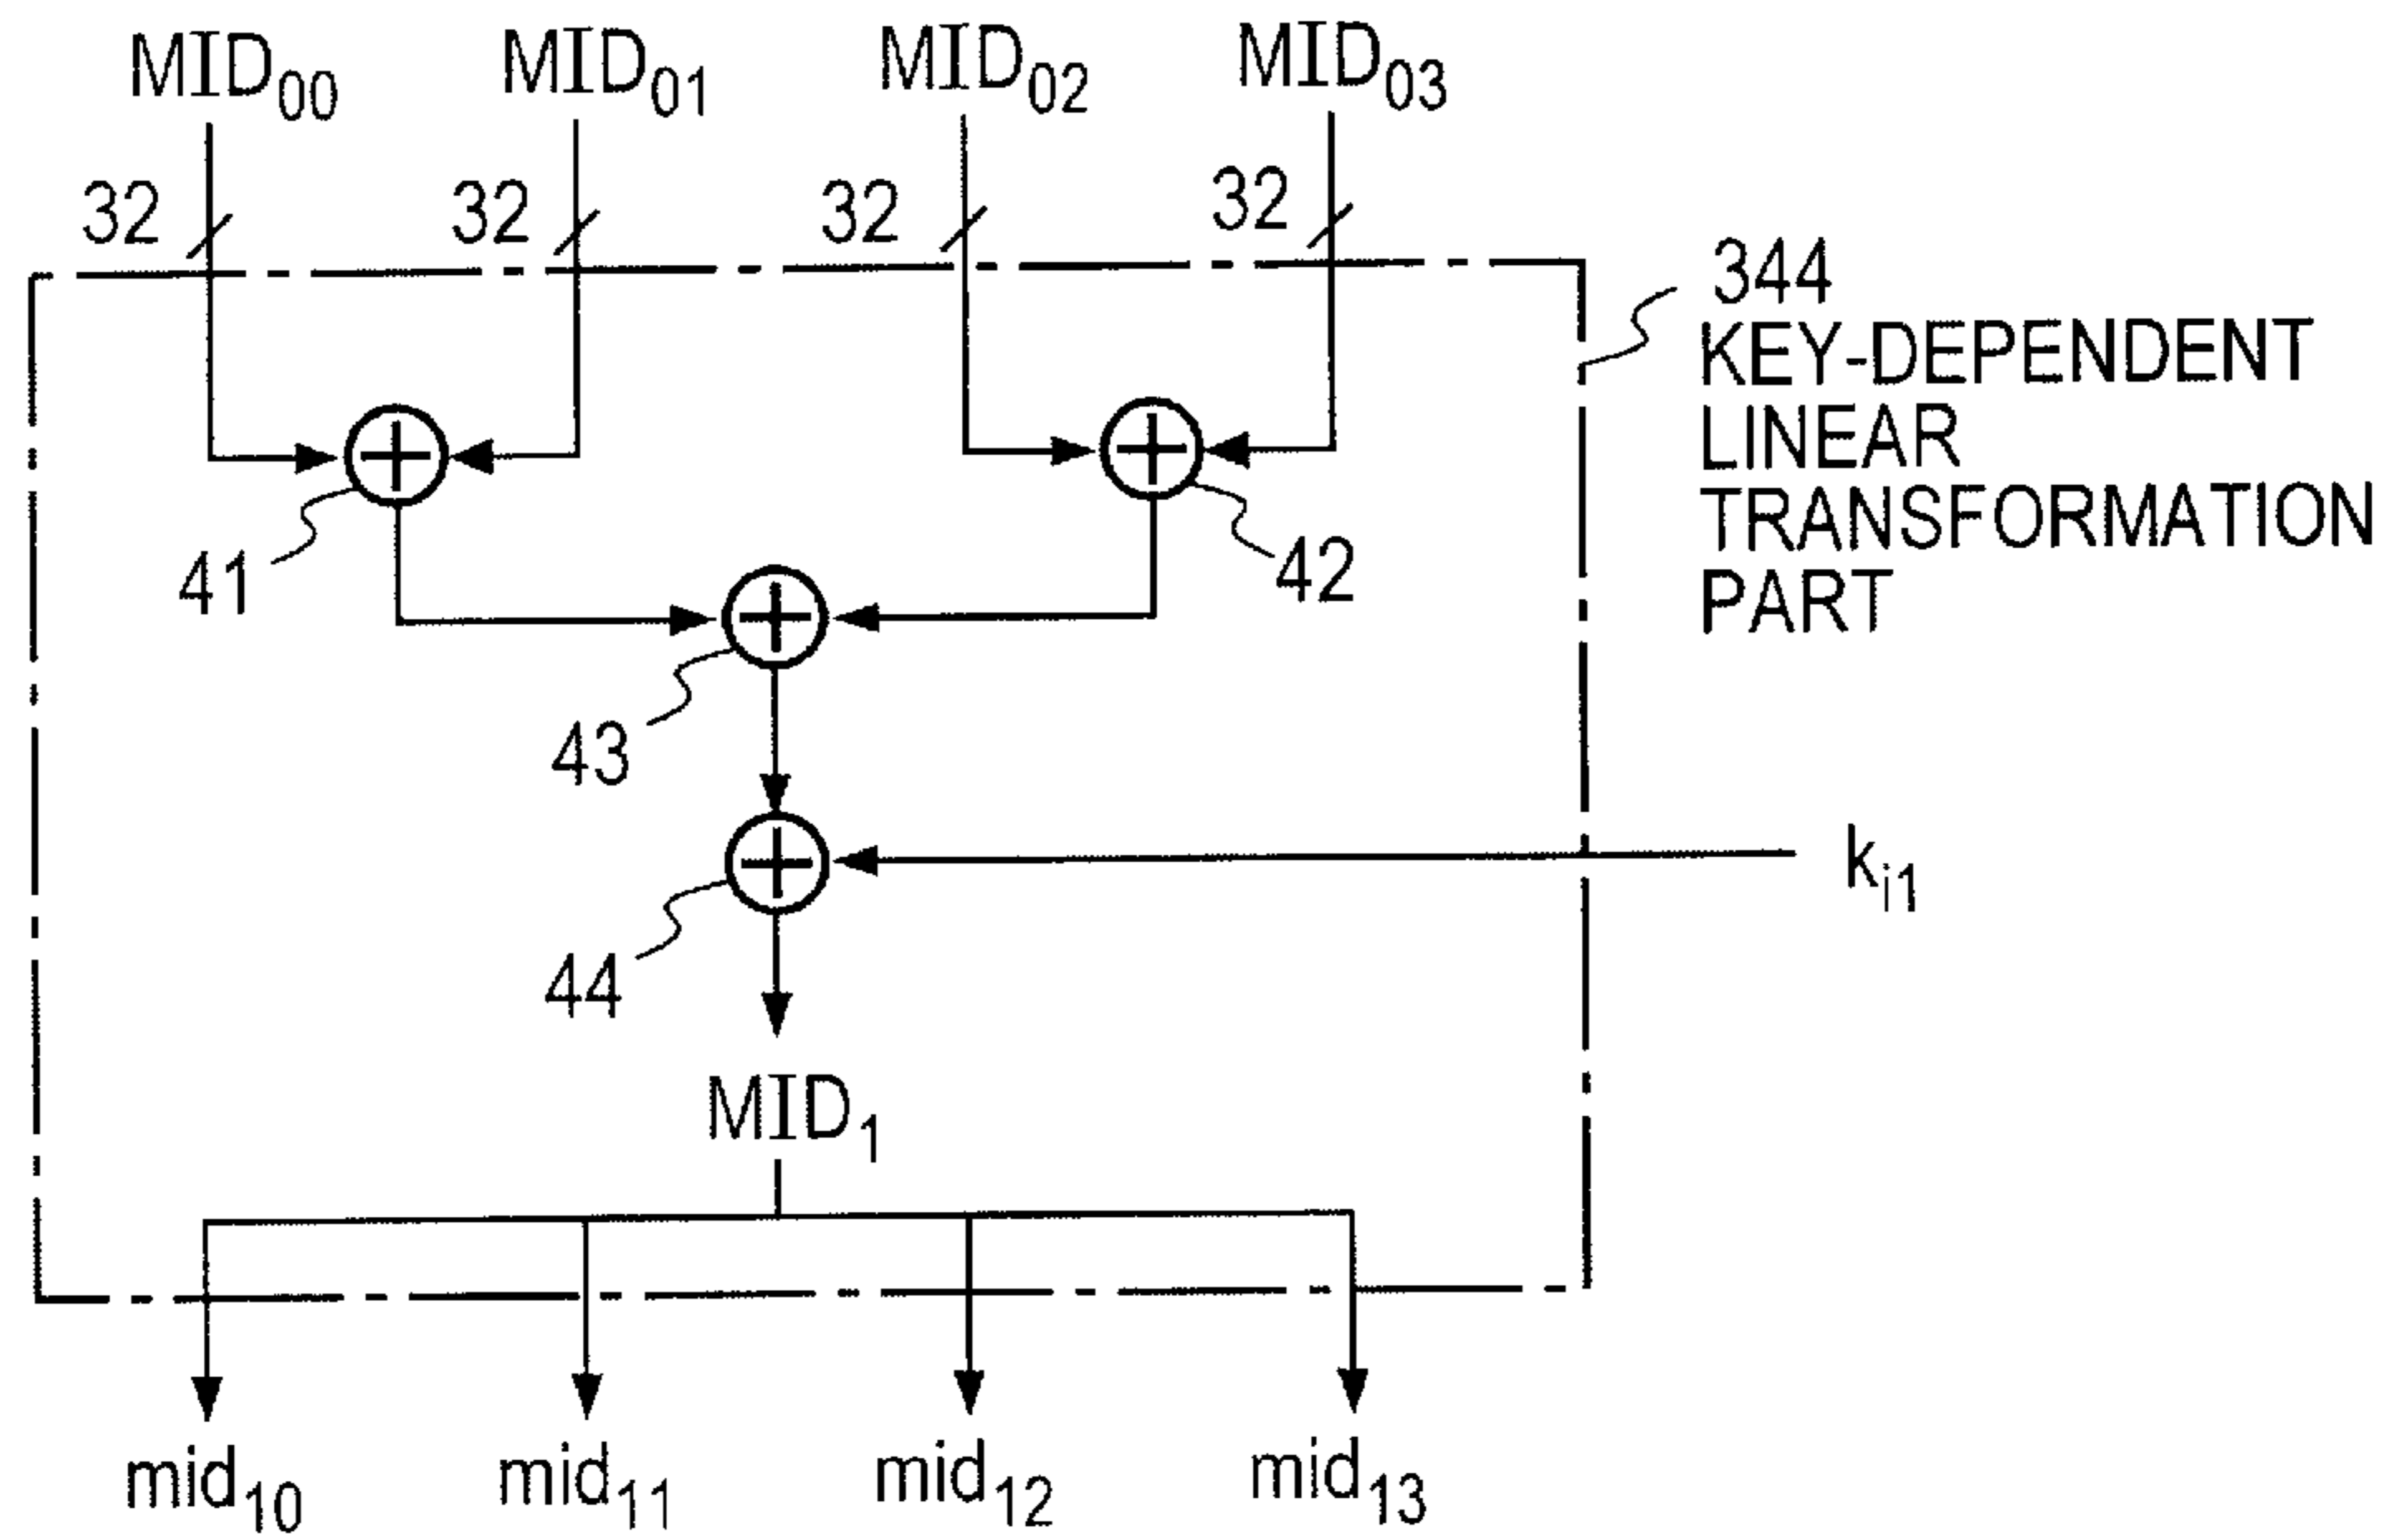 MID00 MID01 MID02 MID03
32 32 32 32
344
KEY-DEPENDENT
LINEAR
TRANSFORMATION
PART
41 42
43
ki1
44
MID1
mid10 mid11 mid12 mid13